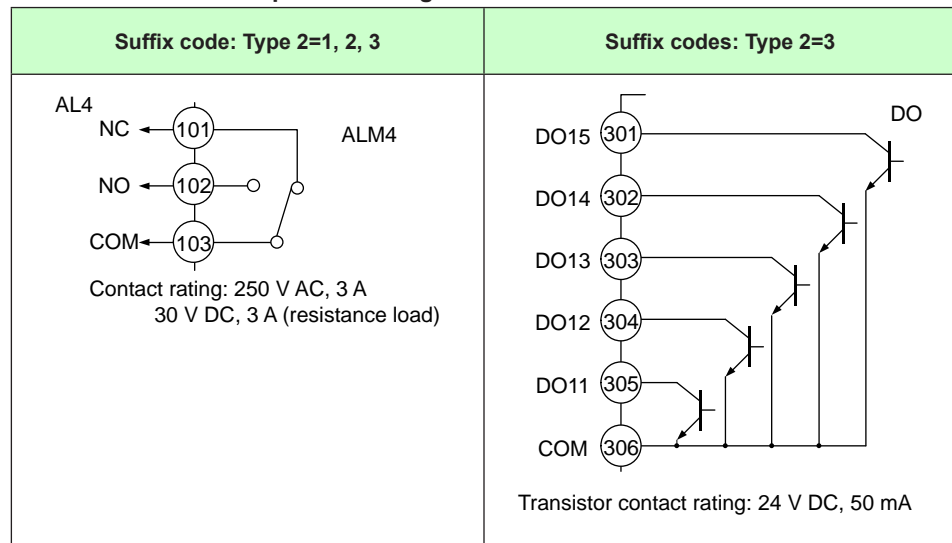 Suffix code: Type 2=1, 2, 3
AL4
NC
101
ALM4
NO
102
COM
103
Contact rating: 250 V AC, 3 A
30 V DC, 3 A (resistance load)
Suffix codes: Type 2=3
DO
DO15
301
DO14
302
DO13
303
DO12
304
DO11
305
COM
306
Transistor contact rating: 24 V DC, 50 mA